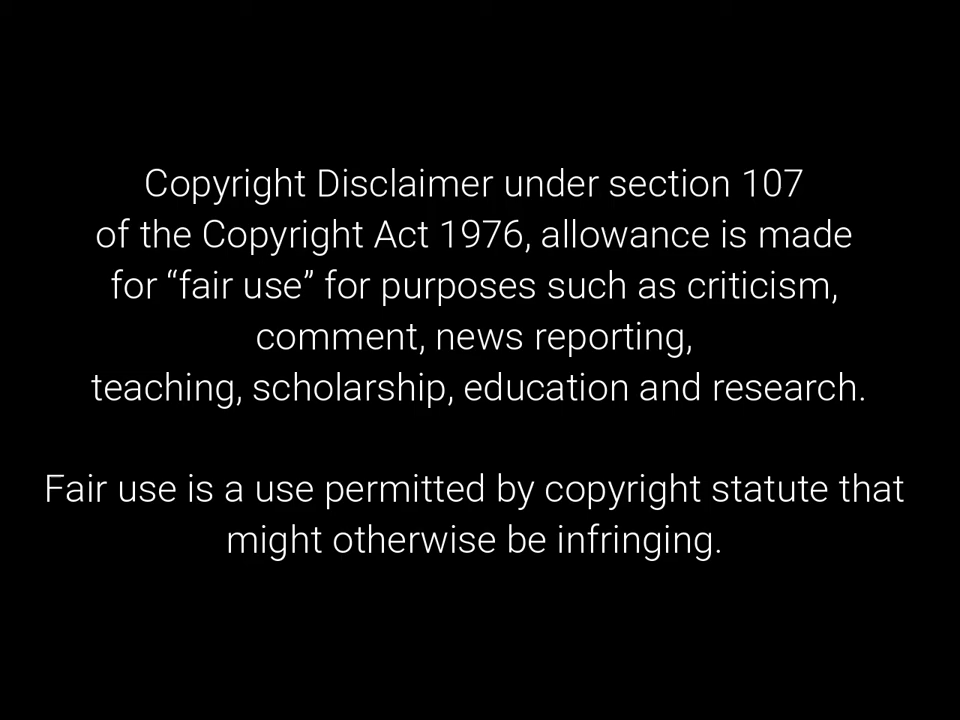 Copyright Disclaimer under section 107
of the Copyright Act 1976, allowance is made
for “fair use” for purposes such as criticism,
comment, news reporting,
teaching, scholarship, education and research.
Fair use is a use permitted by copyright statute that
might otherwise be infringing.